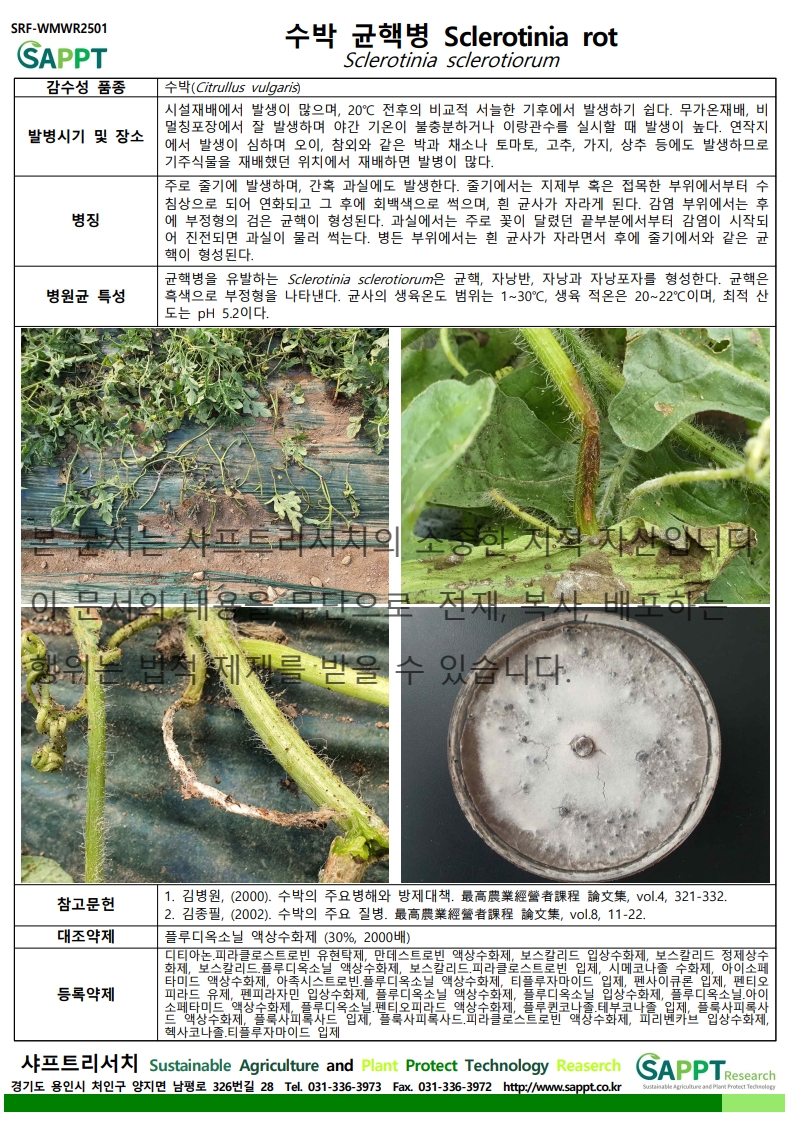 SRF-WMWR2501
SAPPT
수박 균핵병 Sclerotinia rot
Sclerotinia sclerotiorum
감수성 품종
수박(Citrullus vulgaris)
발병시기 및 장소
시설재배에서 발생이 많으며, 20℃ 전후의 비교적 서늘한 기후에서 발생하기 쉽다. 무가온재배, 비
멀칭포장에서 잘 발생하며 야간 기온이 불충분하거나 이랑관수를 실시할 때 발생이 높다. 연작지
에서 발생이 심하며 오이, 참외와 같은 박과 채소나 토마토, 고추, 가지, 상추 등에도 발생하므로
기주식물을 재배했던 위치에서 재배하면 발병이 많다.
병징
주로 줄기에 발생하며, 간혹 과실에도 발생한다. 줄기에서는 지제부 혹은 접목한 부위에서부터 수
침상으로 되어 연화되고 그 후에 회백색으로 썩으며, 흰 균사가 자라게 된다. 감염 부위에서는 후
에 부정형의 검은 균핵이 형성된다. 과실에서는 주로 꽃이 달렸던 끝부분에서부터 감염이 시작되
어 진전되면 과실이 물러 썩는다. 병든 부위에서는 흰 균사가 자라면서 후에 줄기에서와 같은 균
핵이 형성된다.
병원균 특성
균핵병을 유발하는 Sclerotinia sclerotiorum은 균핵, 자낭반, 자낭과 자낭포자를 형성한다. 균핵은
흑색으로 부정형을 나타낸다. 균사의 생육온도 범위는 1~30℃, 생육 적온은 20~22℃이며, 최적 산
도는 pH 5.2이다.
본 문서는 샤프트리서치의 소중한 지적 자산입니다
이 문서의 내용을 무단으로 전재, 복사, 배포하는
행위는 법적 제재를 받을 수 있습니다.
참고문헌
1. 김병원, (2000). 수박의 주요병해와 방제대책. 最高農業經營者課程 論文集, vol.4, 321-332.
2. 김종필, (2002). 수박의 주요 질병. 最高農業經營者課程 論文集, vol.8, 11-22.
대조약제
플루디옥소닐 액상수화제 (30%, 2000배)
등록약제
디티아논.피라클로스트로빈 유현탁제, 만데스트로빈 액상수화제, 보스칼리드 입상수화제, 보스칼리드 정제상수
화제, 보스칼리드.플루디옥소닐 액상수화제, 보스칼리드.피라클로스트로빈 입제, 시메코나졸 수화제, 아이소페
타미드 액상수화제, 아족시스트로빈.플루디옥소닐 액상수화제, 티플루자마이드 입제, 펜사이큐론 입제, 펜티오
피라드 유제, 펜피라자민 입상수화제, 플루디옥소닐 액상수화제, 플루디옥소닐 입상수화제, 플루디옥소닐.아이
소페타미드 액상수화제, 플루디옥소닐.펜티오피라드 액상수화제, 플루퀸코나졸.테부코나졸 입제, 플룩사피록사
드 액상수화제, 플룩사피록사드 입제, 플룩사피록사드.피라클로스트로빈 액상수화제, 피리벤카브 입상수화제,
헥사코나졸.티플루자마이드 입제
샤프트리서치 Sustainable Agriculture and Plant Protect Technology Reaserch
경기도 용인시 처인구 양지면 남평로 326번길 28 Tel. 031-336-3973 Fax. 031-336-3972 http://www.sappt.co.kr
SAPPT Research
Sustainable Agriculture and Plant Protect Technology